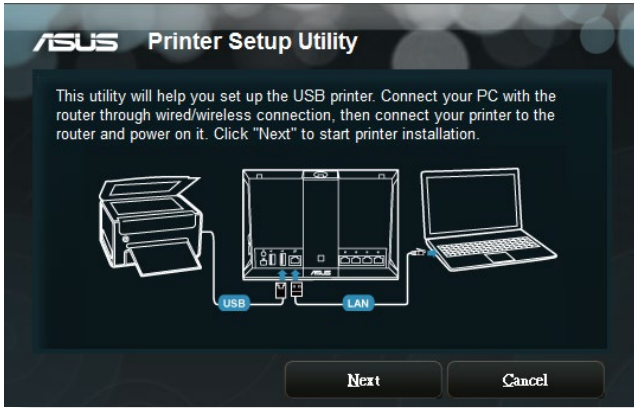 ASUS Printer Setup Utility
This utility will help you set up the USB printer. Connect your PC with the
router through wired/wireless connection, then connect your printer to the
router and power on it. Click "Next" to start printer installation.
ASUS
USB
LAN
Next
Cancel